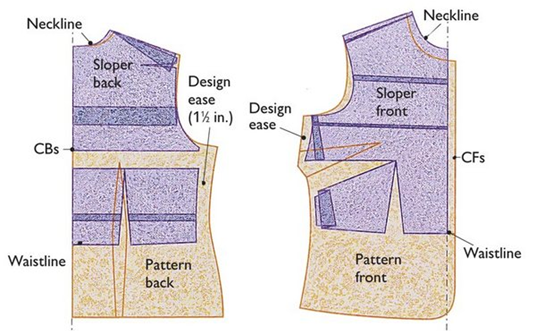 Neckline
Sloper
back
Design
ease
(1½ in.)
CBs
Waistline
Pattern
back
Neckline
Sloper
front
Design
ease
CFs
Waistline
Pattern
front